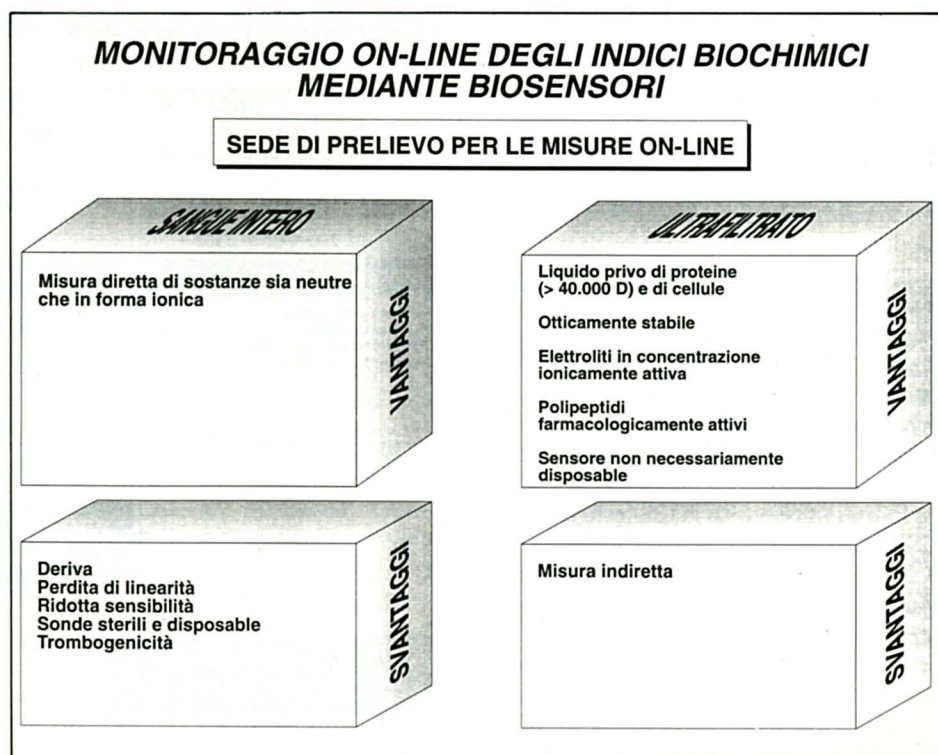 MONITORAGGIO ON-LINE DEGLI INDICI BIOCHIMICI
MEDIANTE BIOSENSORI
SEDE DI PRELIEVO PER LE MISURE ON-LINE
SANGUE INTERO
Misura diretta di sostanze sia neutre
che in forma ionica
VANTAGGI
Deriva
Perdita di linearità
Ridotta sensibilità
Sonde sterili e disposable
Trombogenicità
SVANTAGGI
ULTRAFILTRATO
Liquido privo di proteine
(> 40.000 D) e di cellule
Otticamente stabile
Elettroliti in concentrazione
ionicamente attiva
Polipeptidi
farmacologicamente attivi
Sensore non necessariamente
disposable
VANTAGGI
Misura indiretta
SVANTAGGI